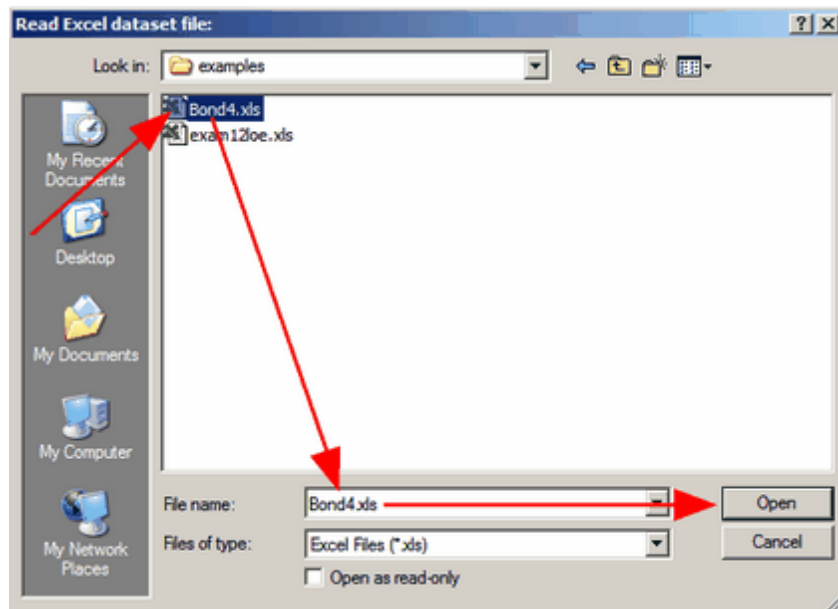 Read Excel dataset file:
Look in: examples
Bond4.xls
exam12loe.xls
My Recent
Documents
Desktop
My Documents
My Computer
My Network
Places
File name: Bond4.xls Open
Files of type: Excel Files (*.xls) Cancel
Open as read-only